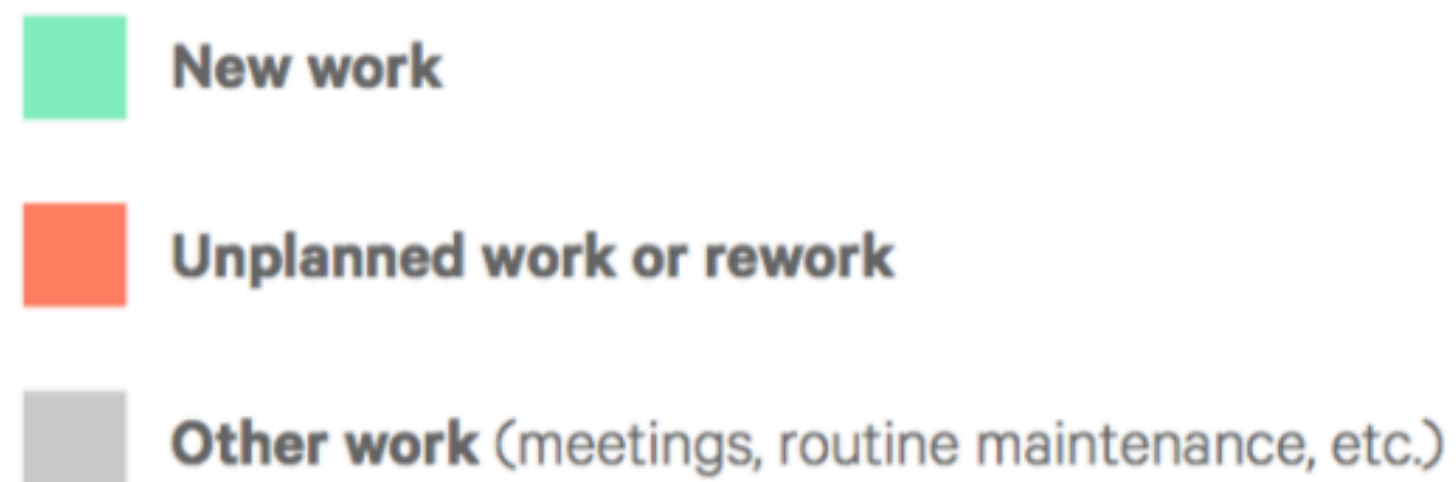 New work
Unplanned work or rework
Other work (meetings, routine maintenance, etc.)